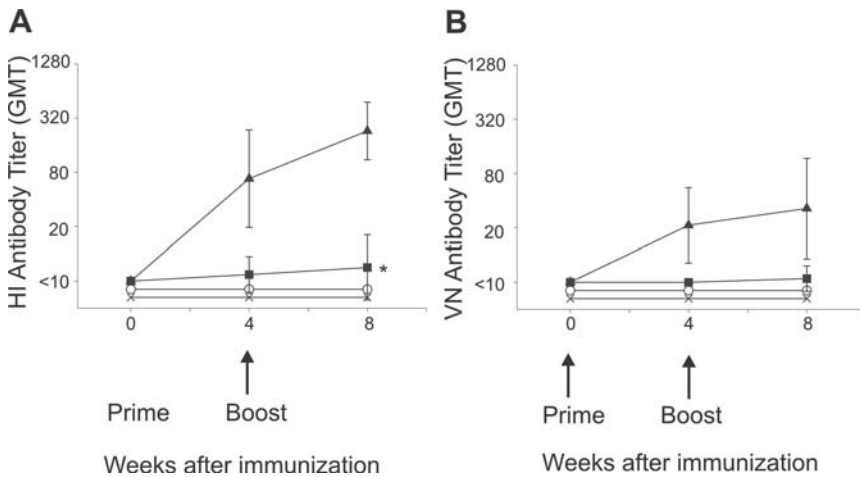 A
HI Antibody Titer (GMT)
1280
320
80
20
<10
0 4 8
*
Prime Boost
Weeks after immunization
B
VN Antibody Titer (GMT)
1280
320
80
20
<10
0 4 8
Prime Boost
Weeks after immunization